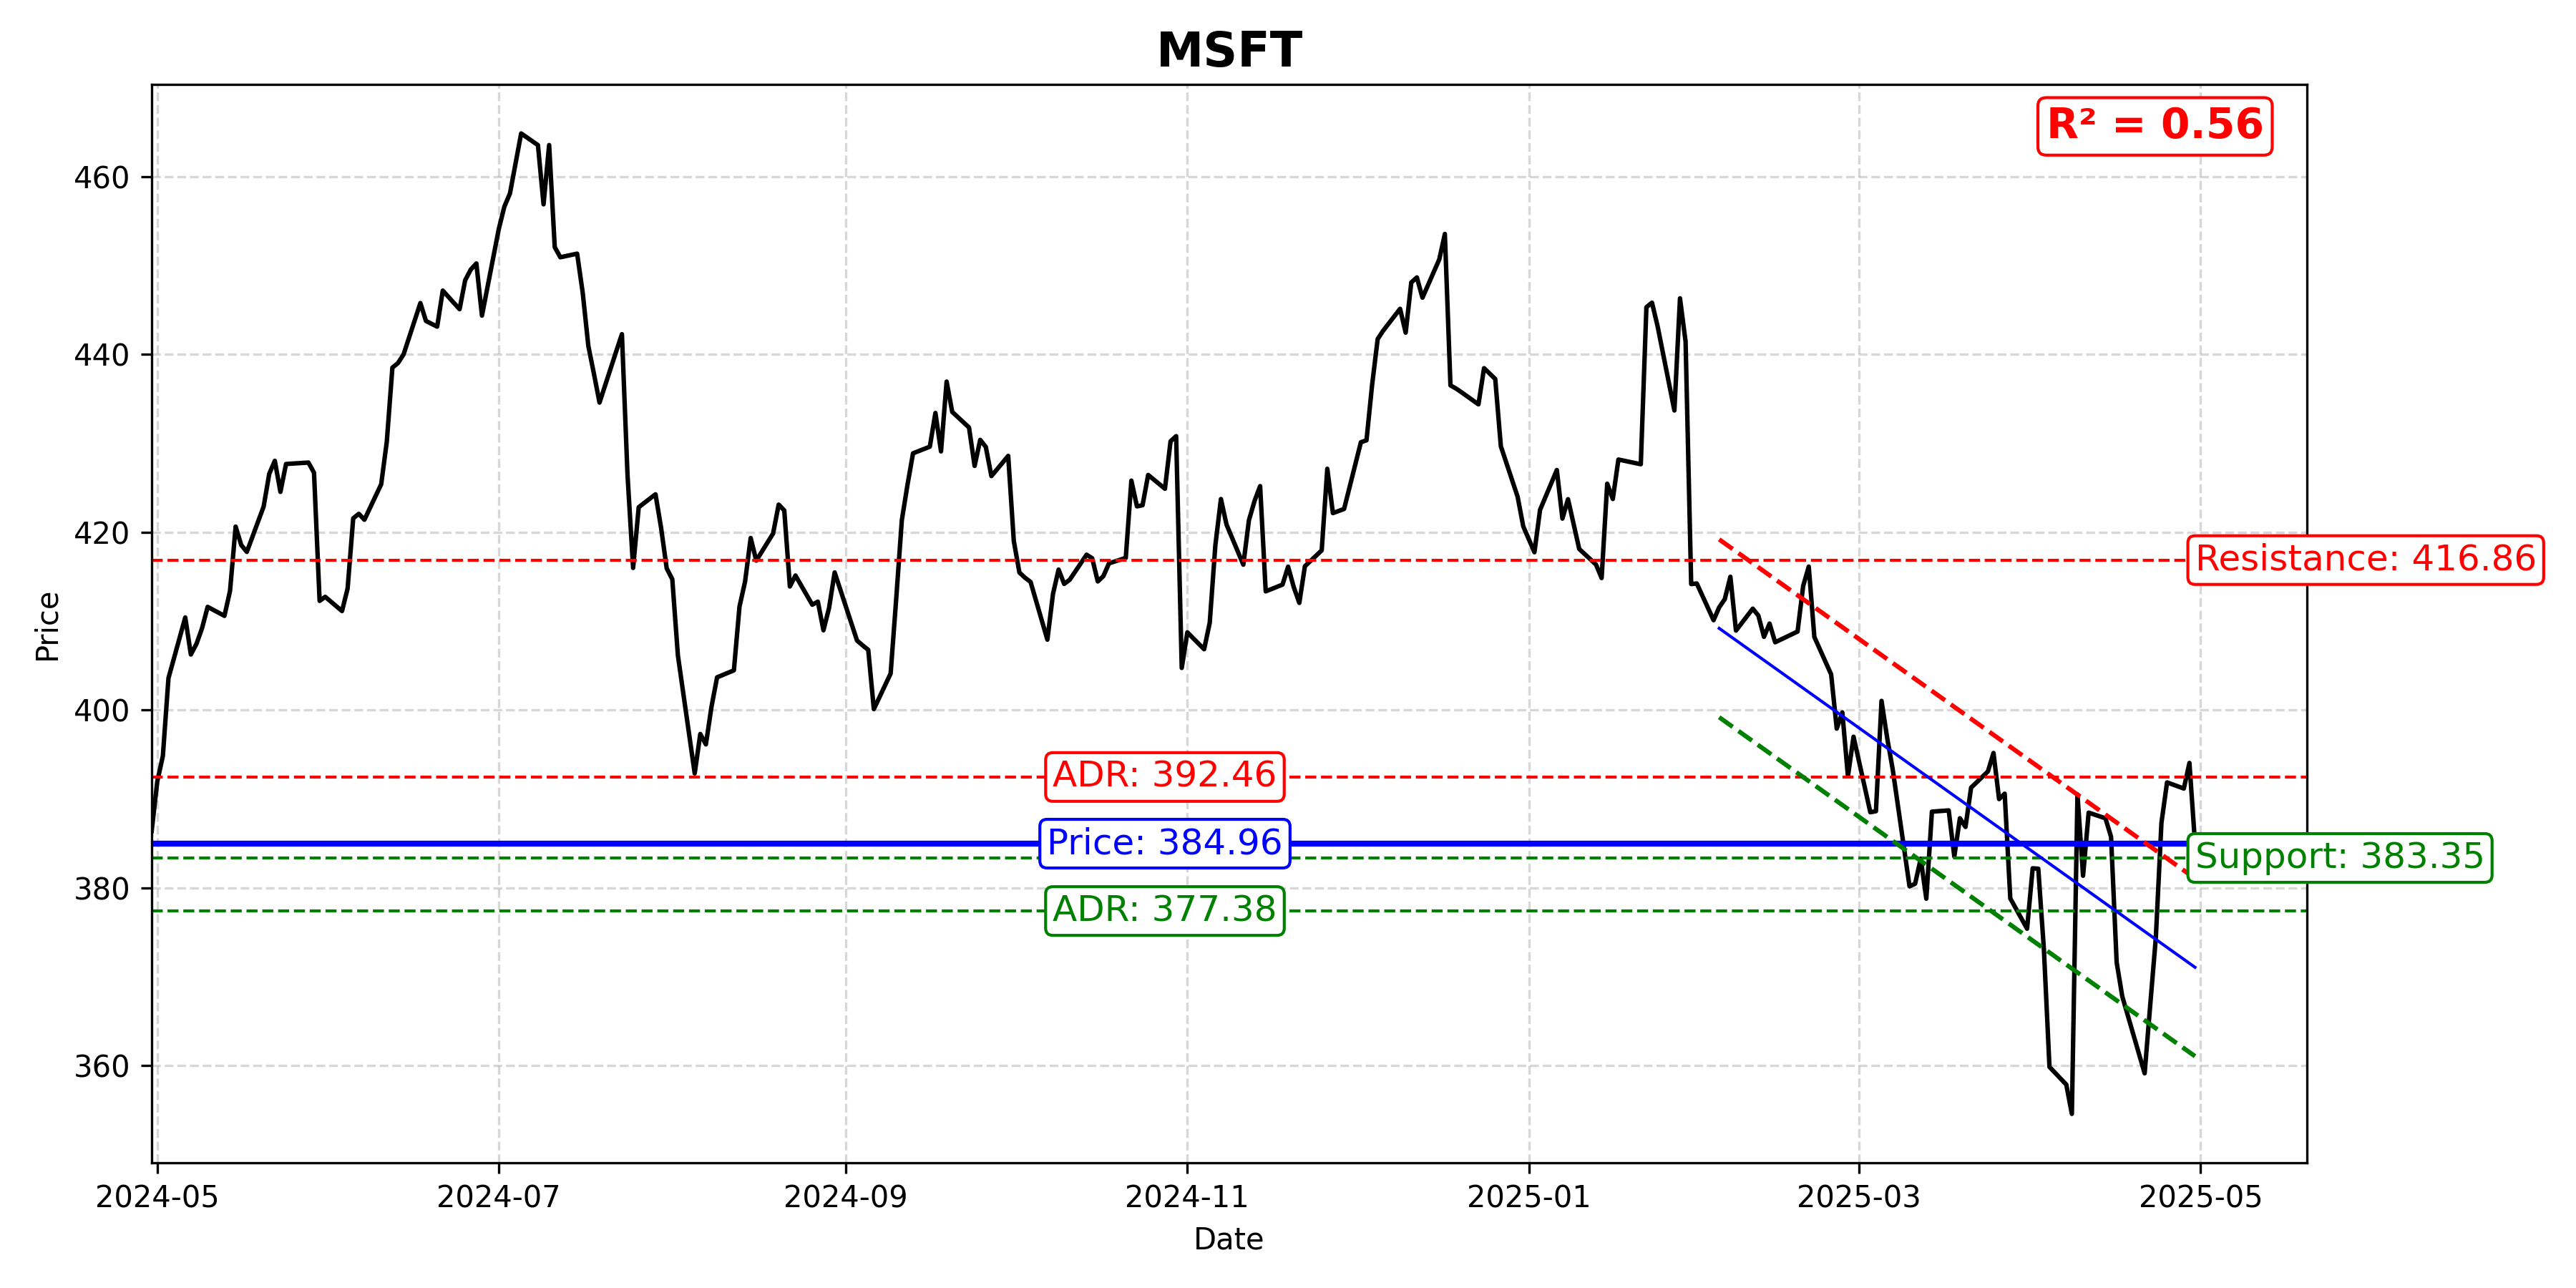 MSFT
R² = 0.56
460
440
420
400
380
360
Price
Resistance: 416.86
ADR: 392.46
Price: 384.96
Support: 383.35
ADR: 377.38
2024-05
2024-07
2024-09
2024-11
2025-01
2025-03
2025-05
Date